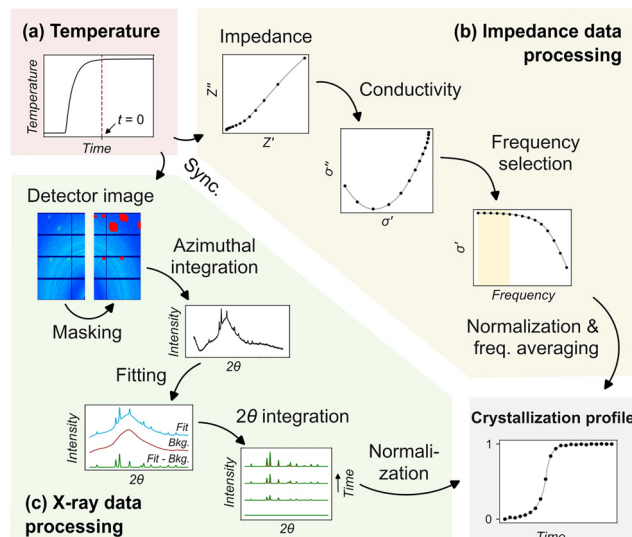 (a) Temperature
Temperature
t = 0
Time
Sync.
(b) Impedance data
processing
Impedance
Z''
Z'
Conductivity
σ''
σ'
Frequency
selection
σ'
Frequency
Normalization &
freq. averaging
Detector image
Masking
Azimuthal
integration
Intensity
2θ
Fitting
Intensity
Fit
Bkg.
Fit - Bkg.
2θ
2θ integration
Intensity
Time
2θ
Normali-
zation
(c) X-ray data
processing
Crystallization profile
1
0
Time